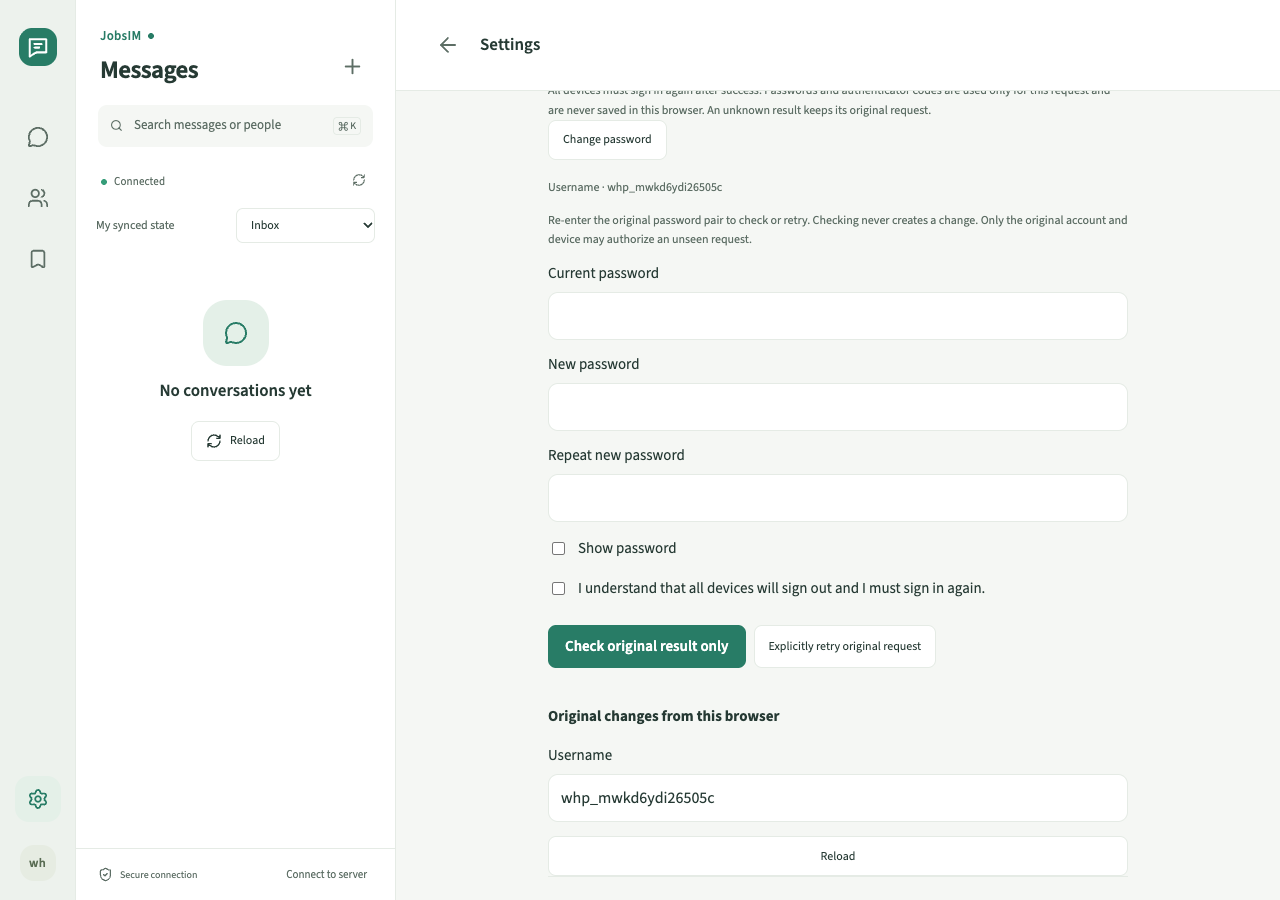 JobsIM
Messages
Search messages or people
⌘ K
Connected
My synced state
Inbox
No conversations yet
Reload
Secure connection
Connect to server
wh
Settings
All devices must sign in again after success. Passwords and authenticator codes are used only for this request and
are never saved in this browser. An unknown result keeps its original request.
Change password
Username · whp_mwkd6ydi26505c
Re-enter the original password pair to check or retry. Checking never creates a change. Only the original account and
device may authorize an unseen request.
Current password
New password
Repeat new password
Show password
I understand that all devices will sign out and I must sign in again.
Check original result only
Explicitly retry original request
Original changes from this browser
Username
whp_mwkd6ydi26505c
Reload